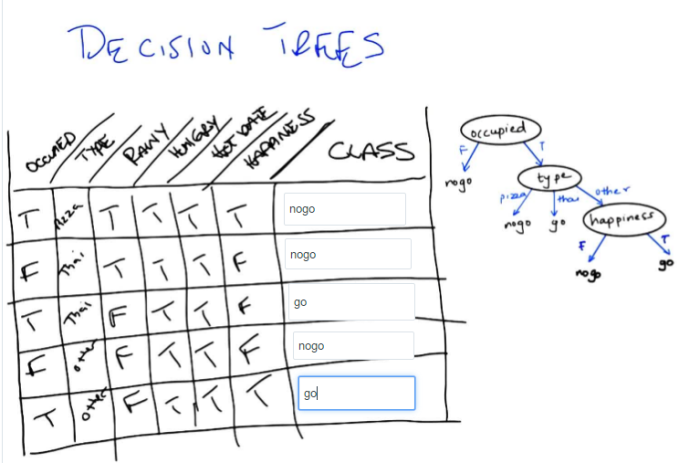 DECISION TREES
OCCUPIED TYPE RAINY HUNGRY HOT DATE HAPPINESS CLASS
T Pizza T T T T nogo
F Thai T T T F nogo
T Thai F T T F go
F other F T T F nogo
T other F T T T go
occupied
F T
nogo type
pizza thai other
nogo go happiness
F T
nogo go